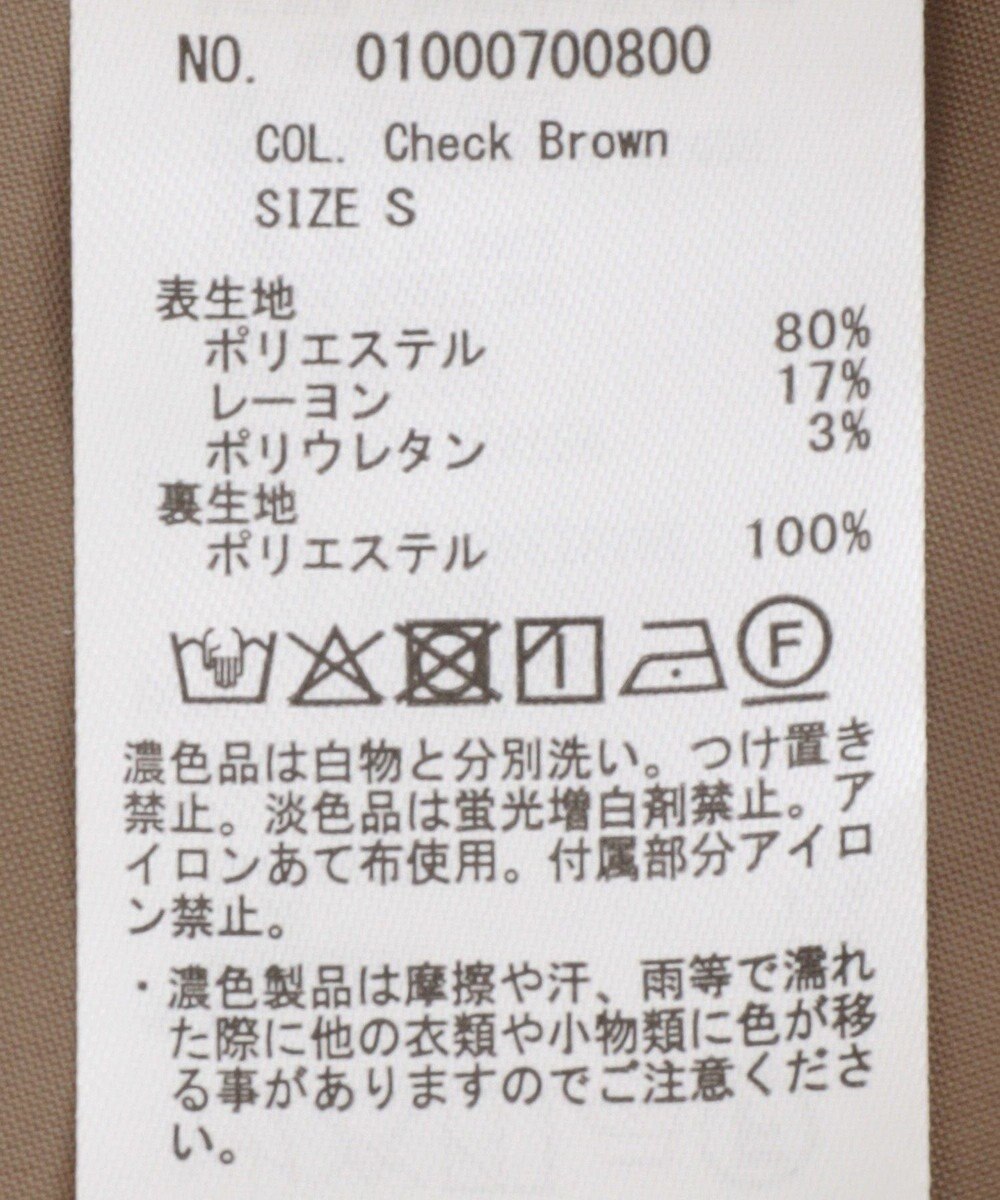 NO. 01000700800
COL. Check Brown
SIZE S
表生地
ポリエステル 80%
レーヨン 17%
ポリウレタン 3%
裏生地
ポリエステル 100%
F
濃色品は白物と分別洗い。つけ置き
禁止。淡色品は蛍光増白剤禁止。ア
イロンあて布使用。付属部分アイロ
ン禁止。
・濃色製品は摩擦や汗、雨等で濡れ
た際に他の衣類や小物類に色が移
る事がありますのでご注意くださ
い。